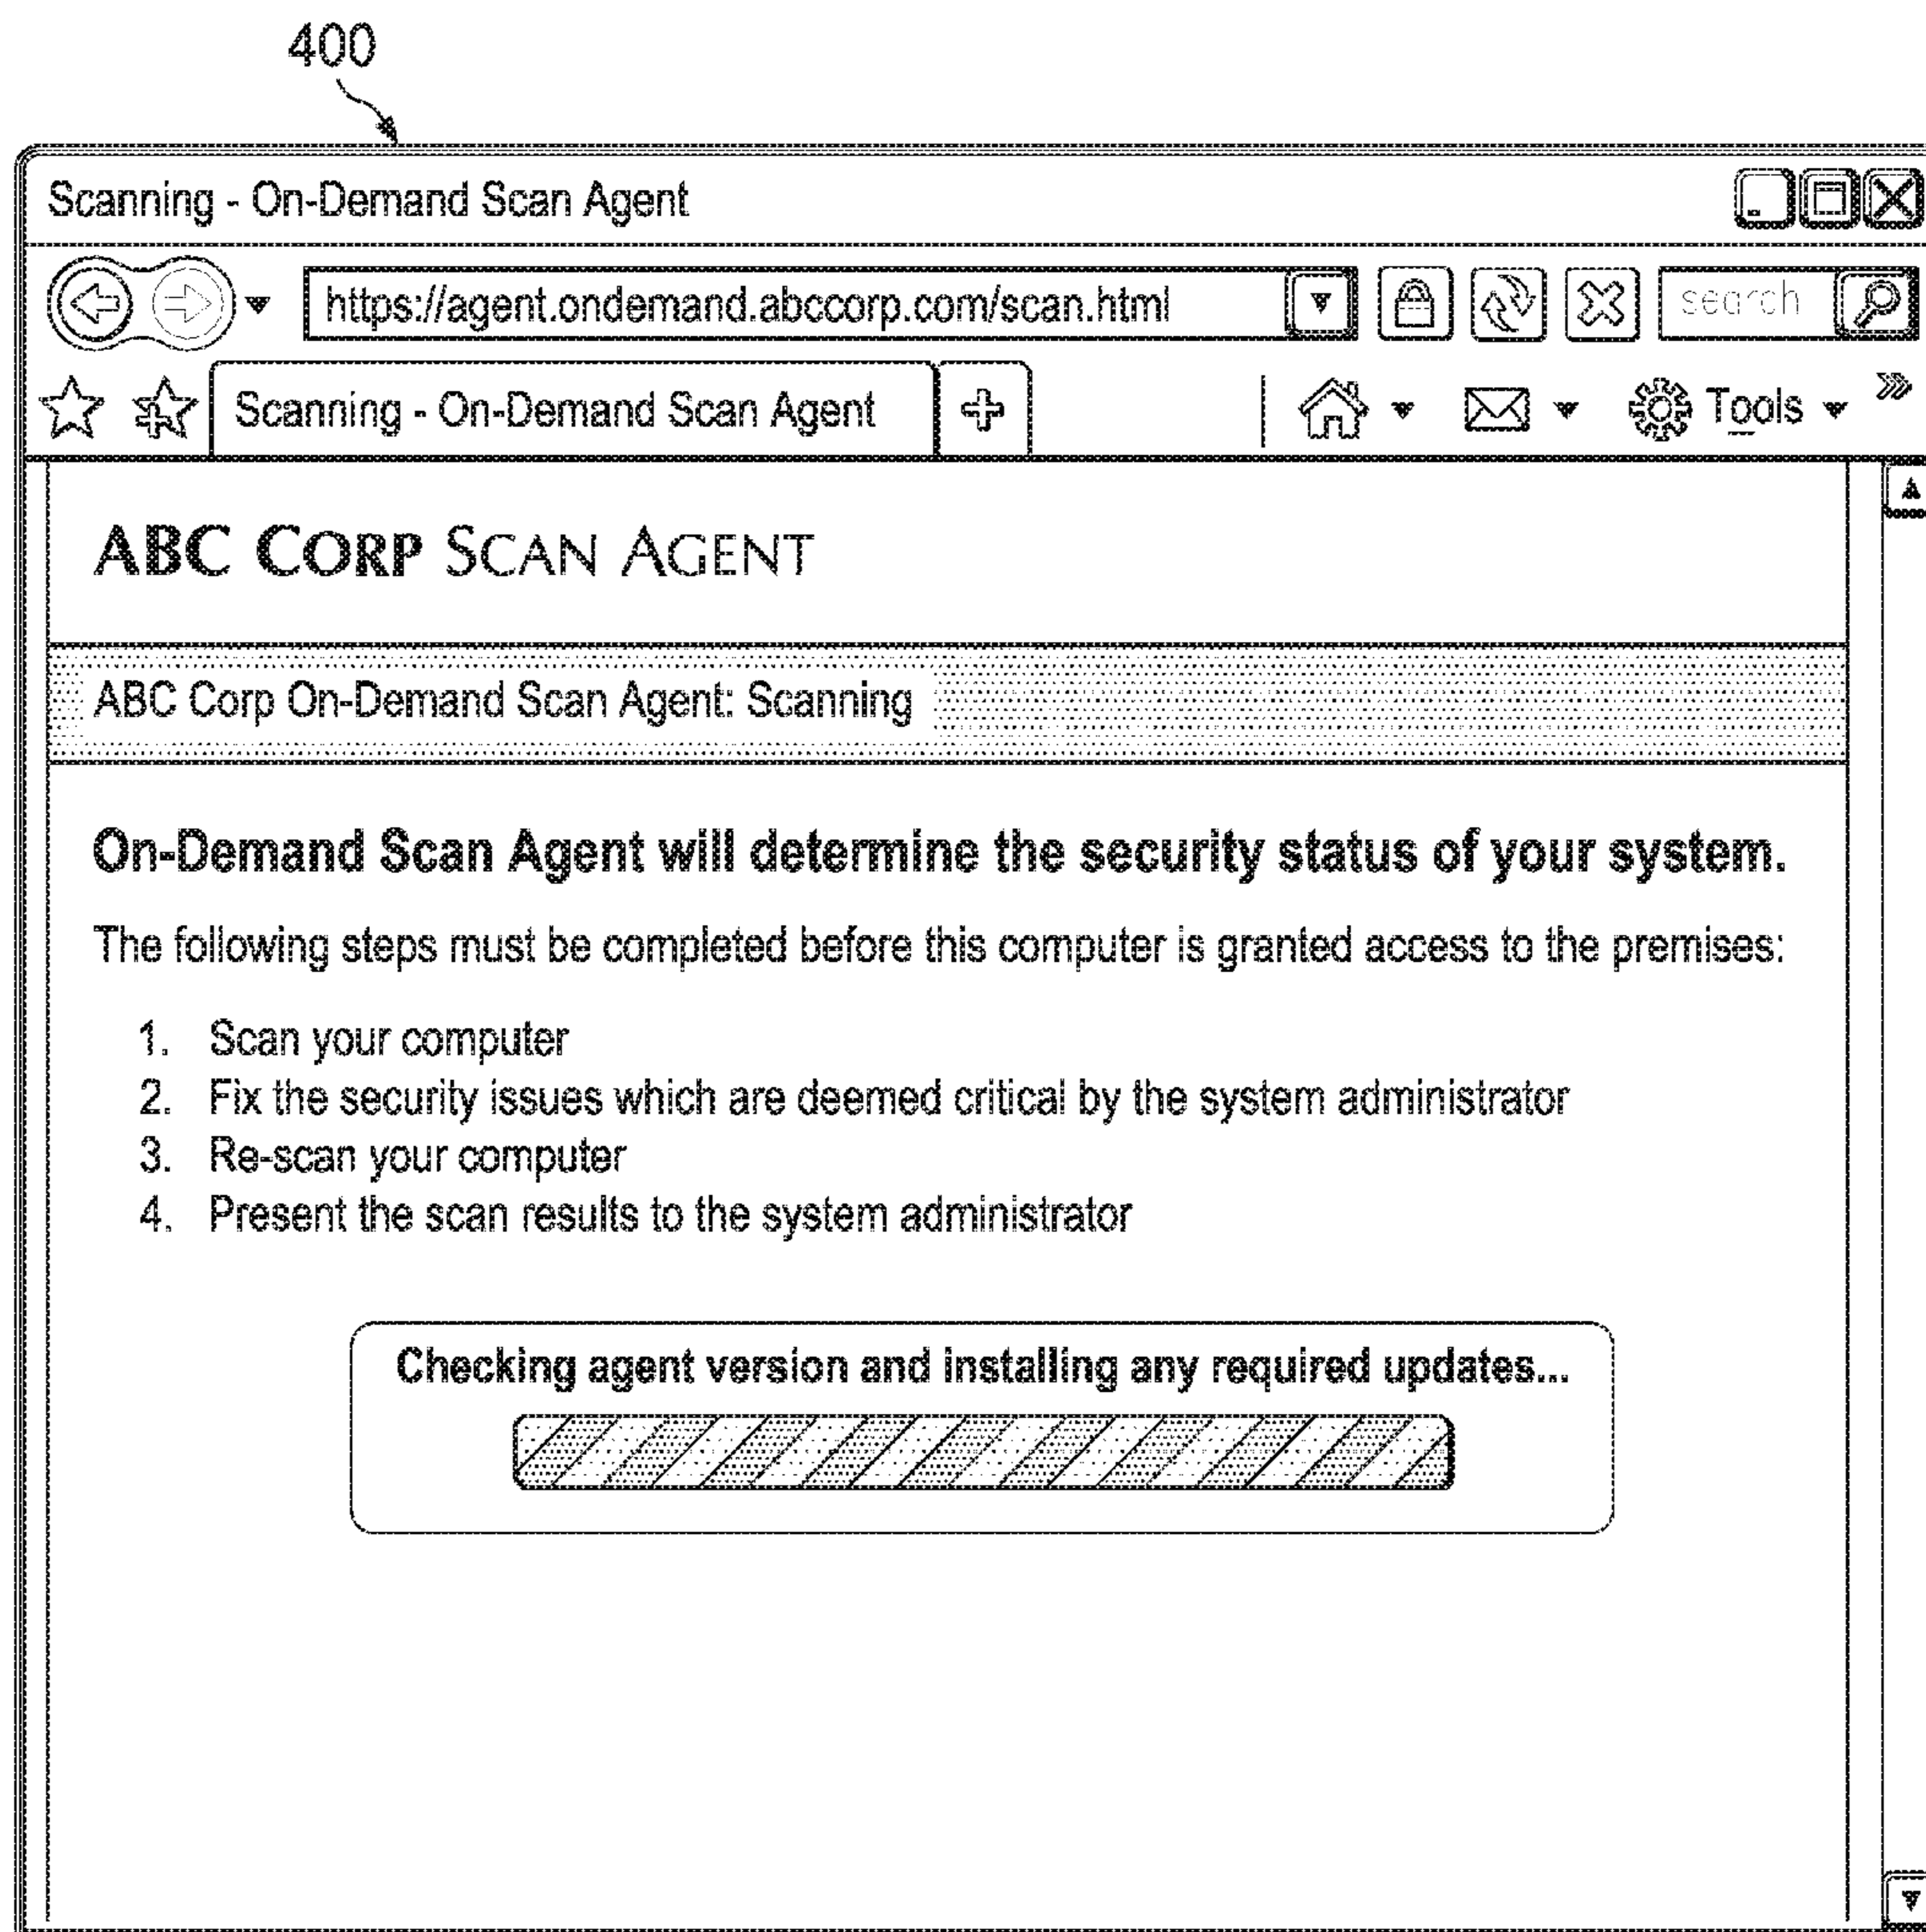 400
Scanning - On-Demand Scan Agent
https://agent.ondemand.abccorp.com/scan.html
search
Scanning - On-Demand Scan Agent
Tools
ABC CORP SCAN AGENT
ABC Corp On-Demand Scan Agent: Scanning
On-Demand Scan Agent will determine the security status of your system.
The following steps must be completed before this computer is granted access to the premises:
1. Scan your computer
2. Fix the security issues which are deemed critical by the system administrator
3. Re-scan your computer
4. Present the scan results to the system administrator
Checking agent version and installing any required updates...